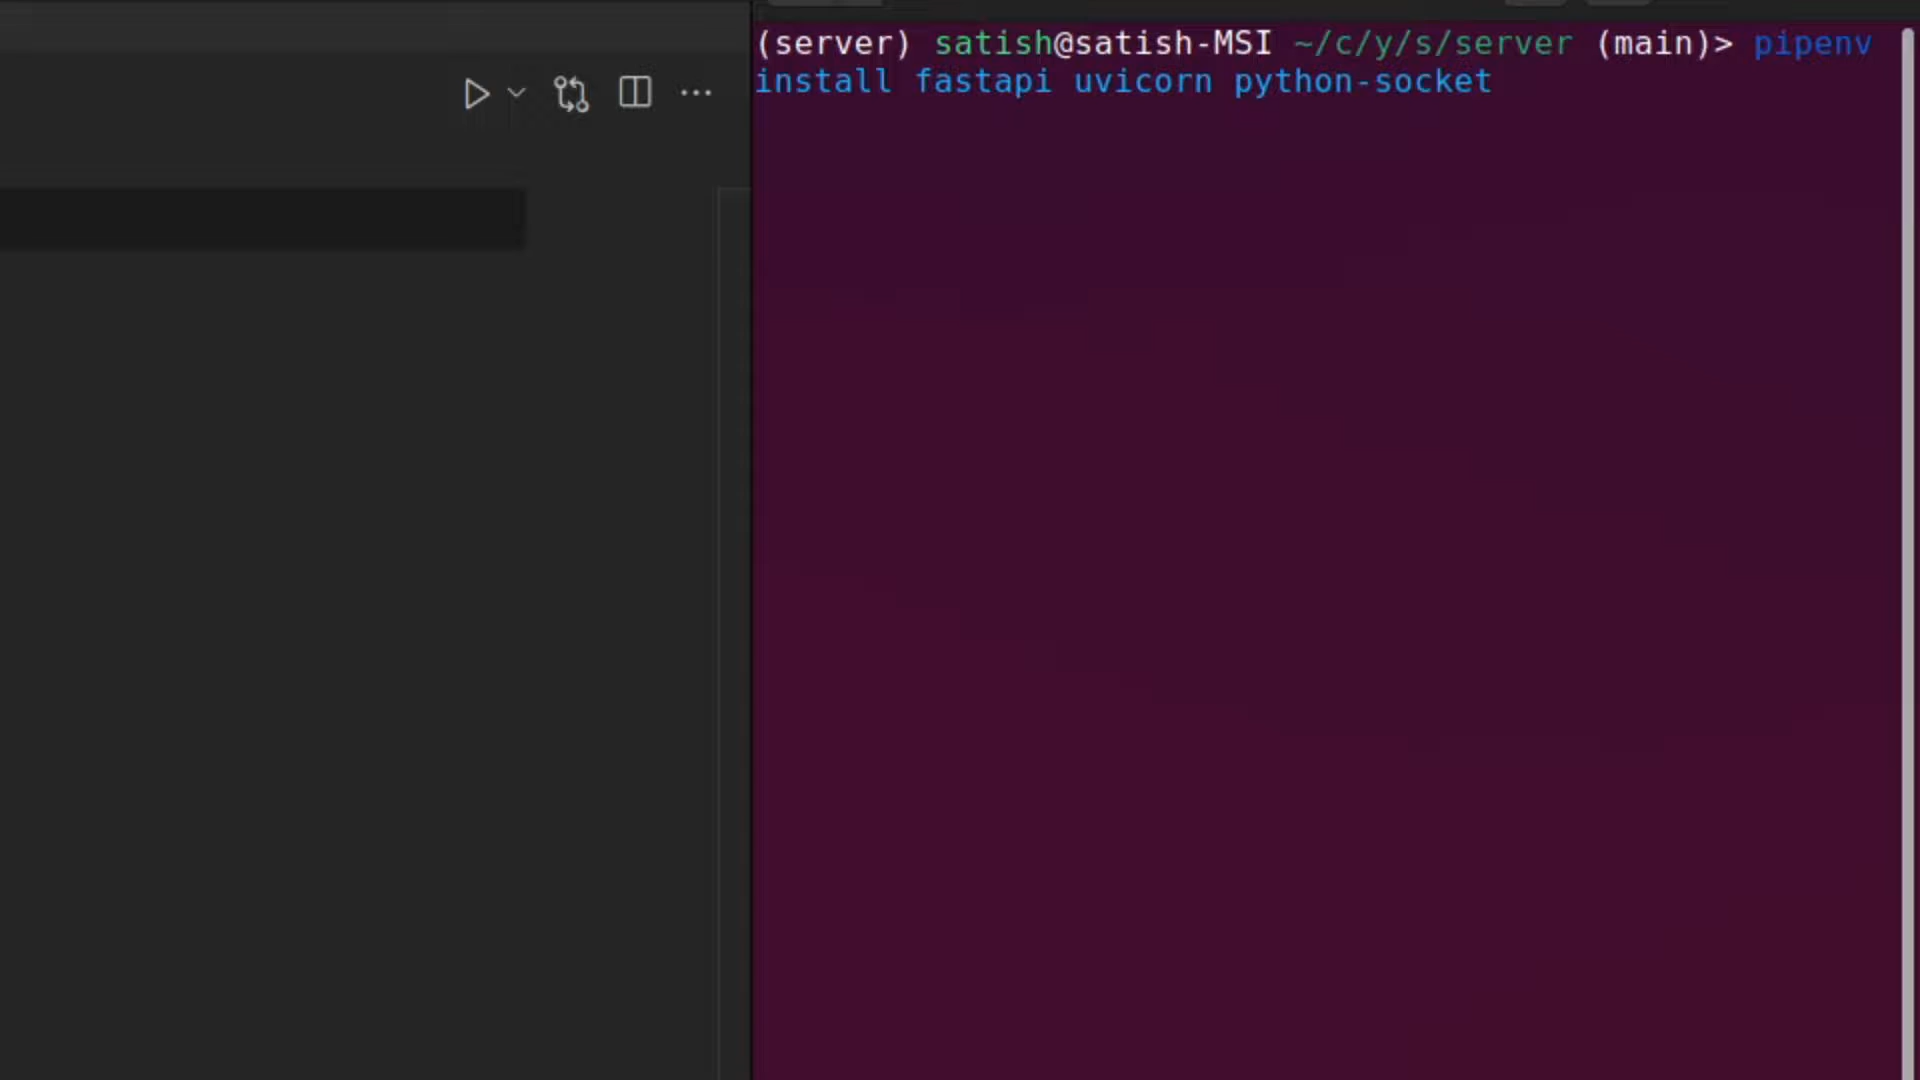 (server) satish@satish-MSI ~/c/y/s/server (main)> pipenv
install fastapi uvicorn python-socket